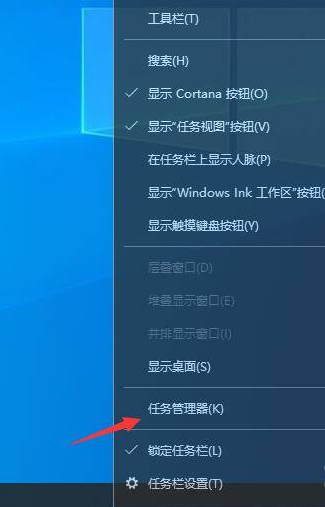 工具栏(T)
搜索(H)
显示 Cortana 按钮(O)
显示“任务视图”按钮(V)
在任务栏上显示人脉(P)
显示“Windows Ink 工作区”按钮(
显示触摸键盘按钮(Y)
层叠窗口(D)
堆叠显示窗口(E)
并排显示窗口(I)
显示桌面(S)
任务管理器(K)
锁定任务栏(L)
任务栏设置(T)